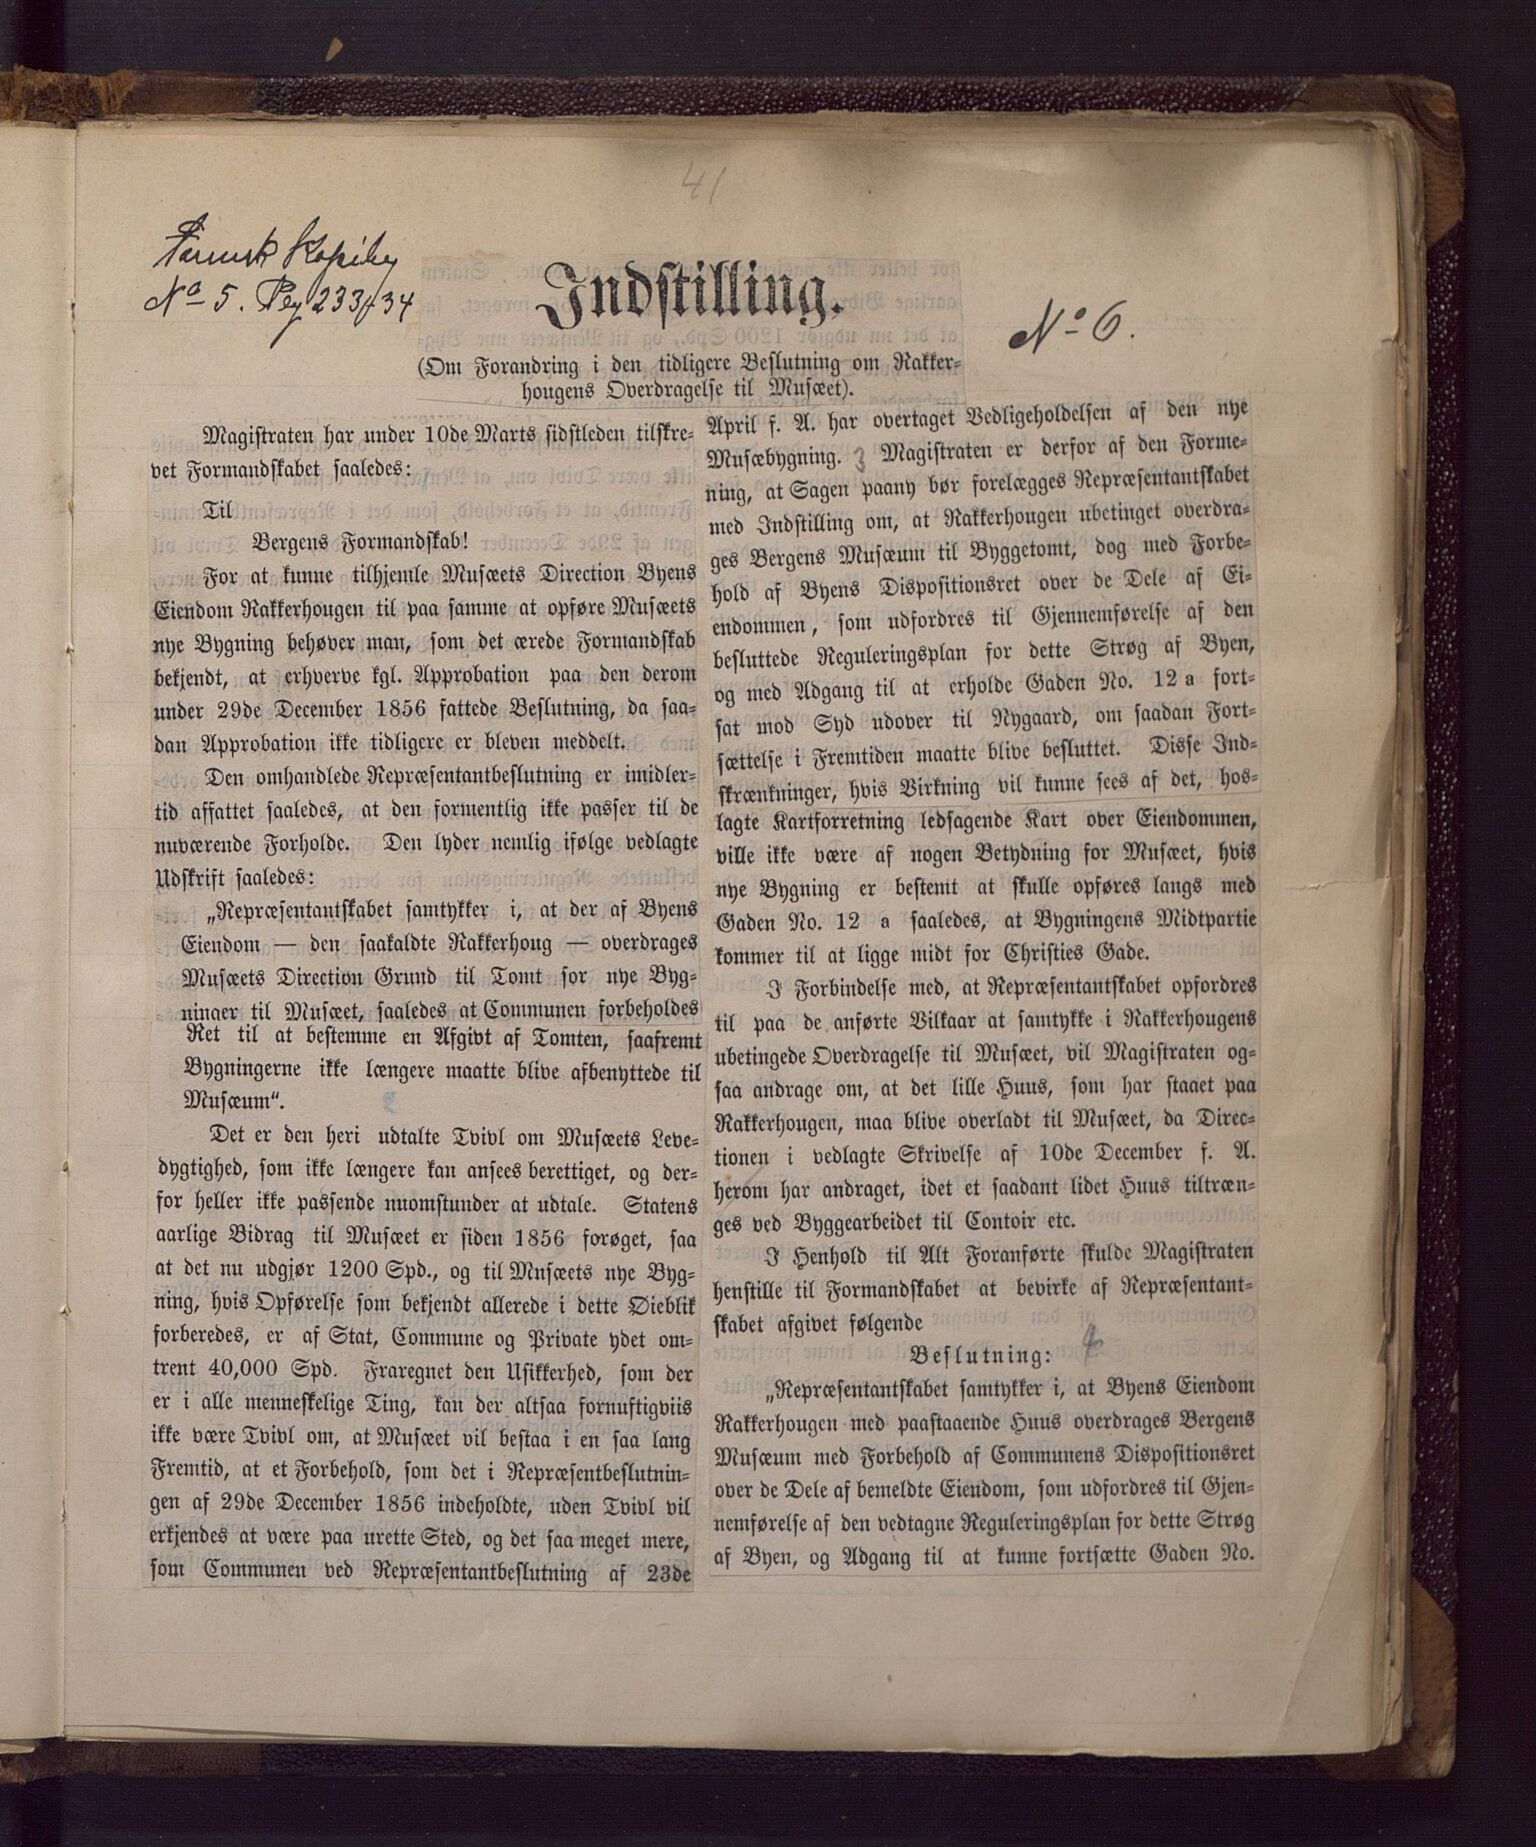 41
No 5. Pag 233 f 34
No 6.
Indstilling.
(Om Forandring i den tidligere Beslutning om Rakker-
hougens Overdragelse til Musæet).
Magistraten har under 10de Marts sidstleden tilskre-
vet Formandskabet saaledes:
Til
Bergens Formandskab!
For at kunne tilhjemle Musæets Direction Byens
Eiendom Rakkerhougen til paa samme at opføre Musæets
nye Bygning behøver man, som det ærede Formandskab
bekjendt, at erhverve kgl. Approbation paa den derom
under 29de December 1856 fattede Beslutning, da saa-
dan Approbation ikke tidligere er bleven meddelt.
Den omhandlede Repræsentantbeslutning er imidler-
tid affattet saaledes, at den formentlig ikke passer til de
nuværende Forholde. Den lyder nemlig ifølge vedlagte
Udskrift saaledes:
„Repræsentantskabet samtykker i, at der af Byens
Eiendom — den saakaldte Rakkerhoug — overdrages
Musæets Direction Grund til Tomt for nye Byg-
ninger til Musæet, saaledes at Communen forbeholdes
Ret til at bestemme en Afgivt af Tomten, saafremt
Bygningerne ikke længere maatte blive afbenyttede til
Musæum“.
Det er den heri udtalte Tvivl om Musæets Leve-
dygtighed, som ikke længere kan ansees berettiget, og der-
for heller ikke passende nuomstunder at udtale. Statens
aarlige Bidrag til Musæet er siden 1856 forøget, saa
at det nu udgjør 1200 Spd., og til Musæets nye Byg-
ning, hvis Opførelse som bekjendt allerede i dette Øieblik
forberedes, er af Stat, Commune og Private ydet om-
trent 40,000 Spd. Fraregnet den Usikkerhed, som der
er i alle menneskelige Ting, kan der altsaa fornuftigviis
ikke være Tvivl om, at Musæet vil bestaa i en saa lang
Fremtid, at et Forbehold, som det i Repræsentbeslutnin-
gen af 29de December 1856 indeholdte, uden Tvivl vil
erkjendes at være paa urette Sted, og det saa meget mere,
som Communen ved Repræsentantbeslutning af 23de
April f. A. har overtaget Vedligeholdelsen af den nye
Musæbygning. 3 Magistraten er derfor af den Forme-
ning, at Sagen paany bør forelægges Repræsentantskabet
med Indstilling om, at Rakkerhougen ubetinget overdra-
ges Bergens Musæum til Byggetomt, dog med Forbe-
hold af Byens Dispositionsret over de Dele af Ei-
endommen, som udfordres til Gjennemførelse af den
besluttede Reguleringsplan for dette Strøg af Byen,
og med Adgang til at erholde Gaden No. 12 a fort-
sat mod Syd udover til Nygaard, om saadan Fort-
sættelse i Fremtiden maatte blive besluttet. Disse Ind-
skrænkninger, hvis Virkning vil kunne sees af det, hos-
lagte Kartforretning ledsagende Kart over Eiendommen,
ville ikke være af nogen Betydning for Musæet, hvis
nye Bygning er bestemt at skulle opføres langs med
Gaden No. 12 a saaledes, at Bygningens Midtpartie
kommer til at ligge midt for Christies Gade.
I Forbindelse med, at Repræsentantskabet opfordres
til paa de anførte Vilkaar at samtykke i Rakkerhougens
ubetingede Overdragelse til Musæet, vil Magistraten og-
saa andrage om, at det lille Huus, som har staaet paa
Rakkerhougen, maa blive overladt til Musæet, da Direc-
tionen i vedlagte Skrivelse af 10de December f. A.
herom har andraget, idet et saadant lidet Huus tiltræn-
ges ved Byggearbeidet til Contoir etc.
I Henhold til Alt Foranførte skulde Magistraten
henstille til Formandskabet at bevirke af Repræsentant-
skabet afgivet følgende
Beslutning:
„Repræsentantskabet samtykker i, at Byens Eiendom
Rakkerhougen med paastaaende Huus overdrages Bergens
Musæum med Forbehold af Communens Dispositionsret
over de Dele af bemeldte Eiendom, som udfordres til Gjen-
nemførelse af den vedtagne Reguleringsplan for dette Strøg
af Byen, og Adgang til at kunne fortsætte Gaden No.